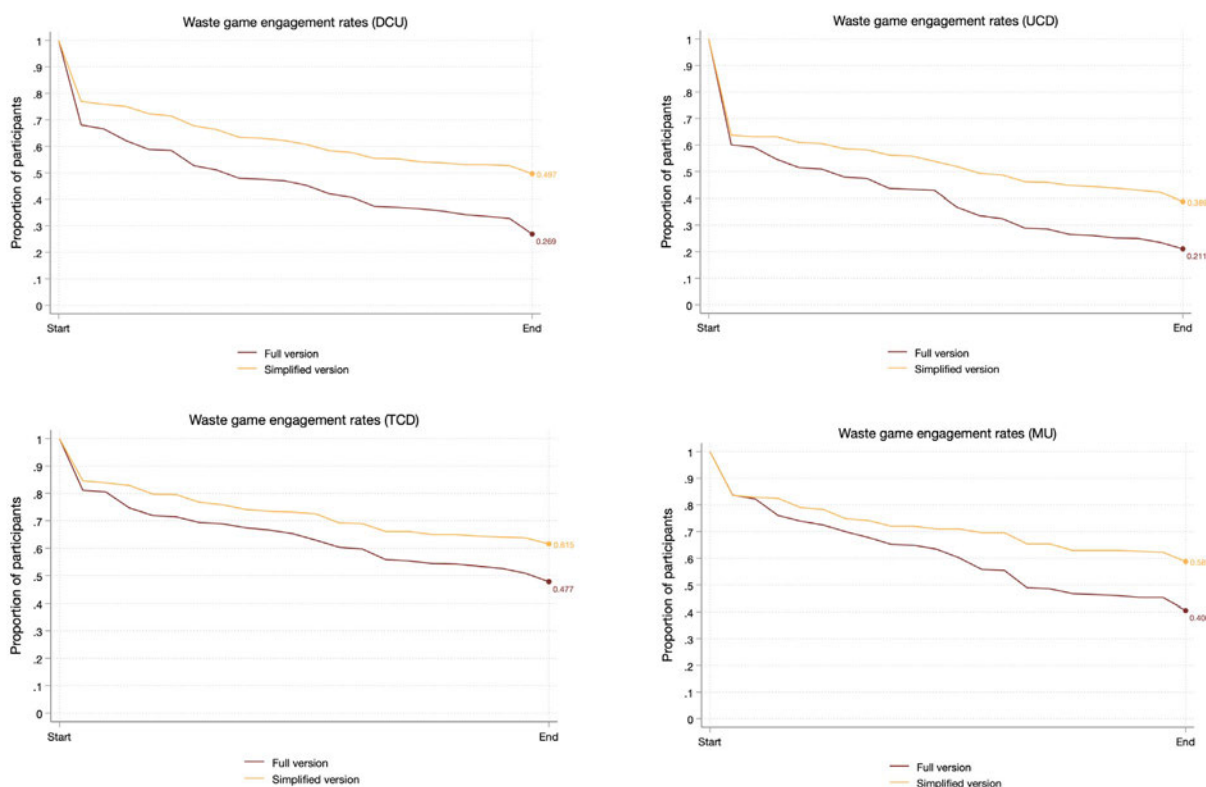 Waste game engagement rates (DCU)
Proportion of participants
1
.9
.8
.7
.6
.5
.4
.3
.2
.1
0
0.497
0.269
Start
End
Full version
Simplified version
Waste game engagement rates (UCD)
Proportion of participants
1
.9
.8
.7
.6
.5
.4
.3
.2
.1
0
0.211
Start
End
Full version
Simplified version
Waste game engagement rates (TCD)
Proportion of participants
1
.9
.8
.7
.6
.5
.4
.3
.2
.1
0
0.615
0.477
Start
End
Full version
Simplified version
Waste game engagement rates (MU)
Proportion of participants
1
.9
.8
.7
.6
.5
.4
.3
.2
.1
0
Start
End
Full version
Simplified version